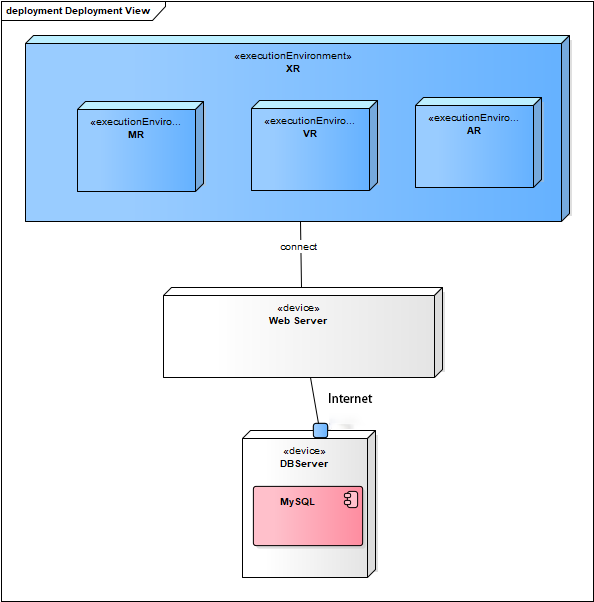 deployment Deployment View
«executionEnvironment»
XR
«executionEnviro...
MR
«executionEnviro...
VR
«executionEnviro...
AR
connect
«device»
Web Server
Internet
«device»
DBServer
MySQL